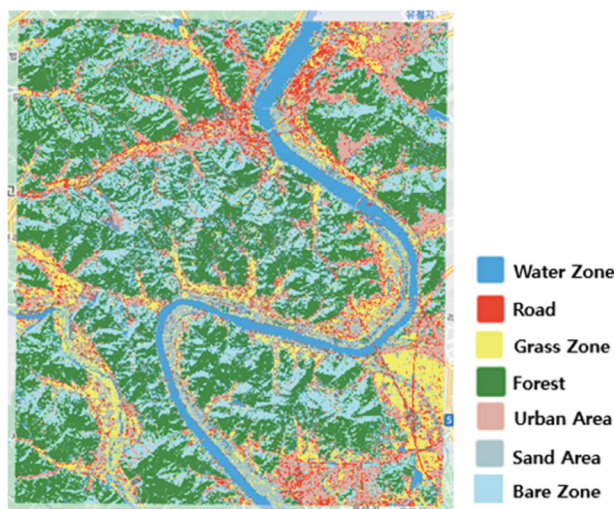 Water Zone
Road
Grass Zone
Forest
Urban Area
Sand Area
Bare Zone